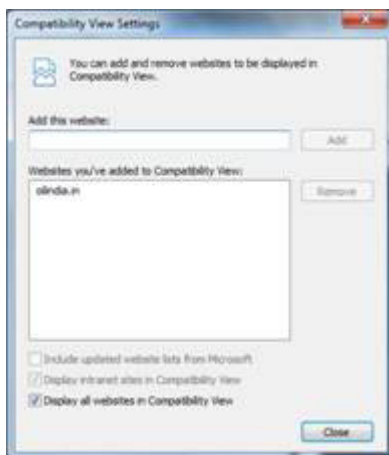 Compatibility View Settings
You can add and remove websites to be displayed in
Compatibility View.
Add this website:
Add
Websites you've added to Compatibility View:
oilindia.in
Remove
Include updated website lists from Microsoft
Display intranet sites in Compatibility View
Display all websites in Compatibility View
Close